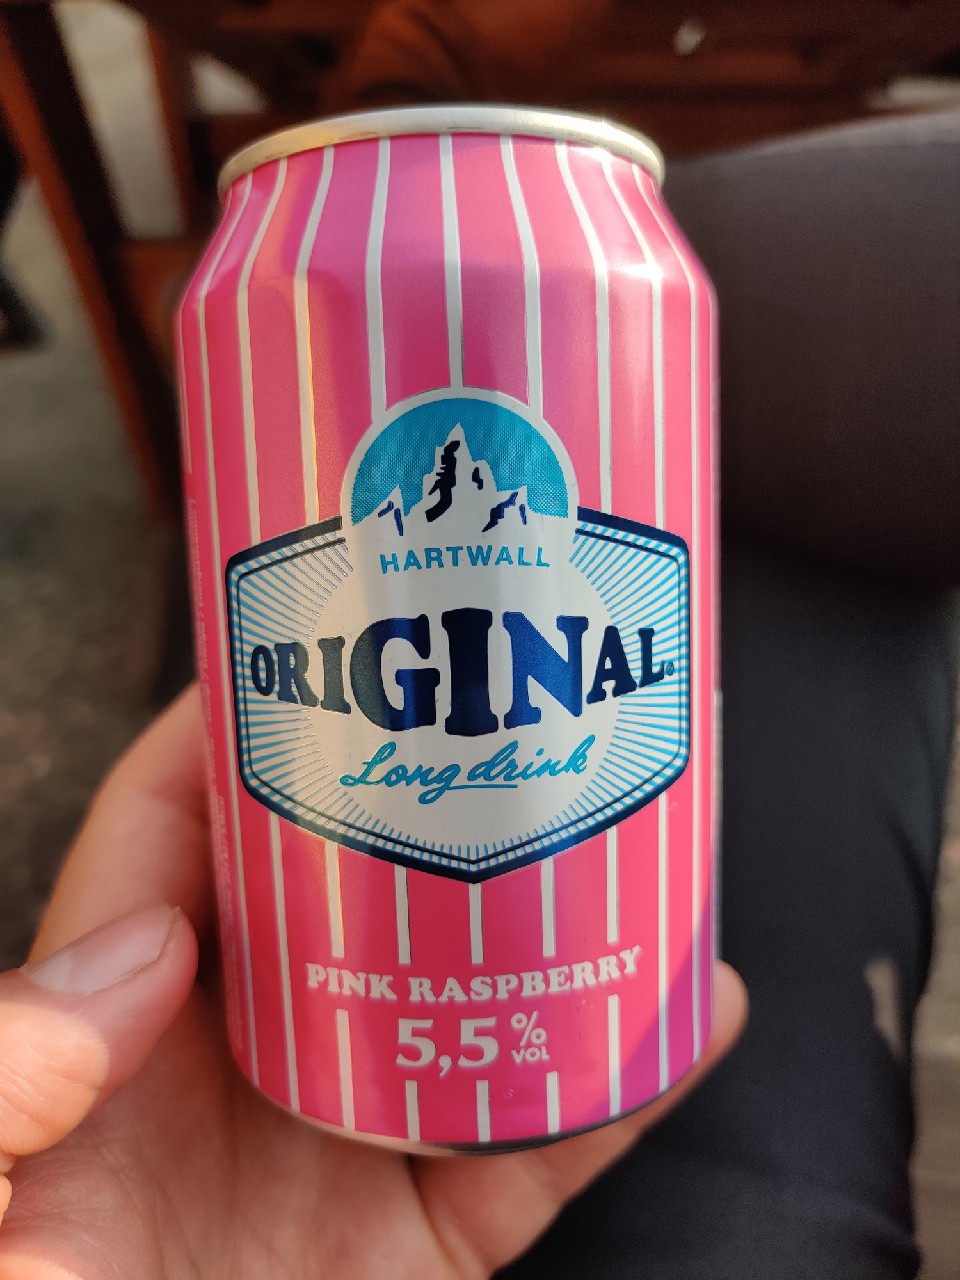 HARTWALL
ORIGINAL®
Long drink
PINK RASPBERRY
5,5 % VOL